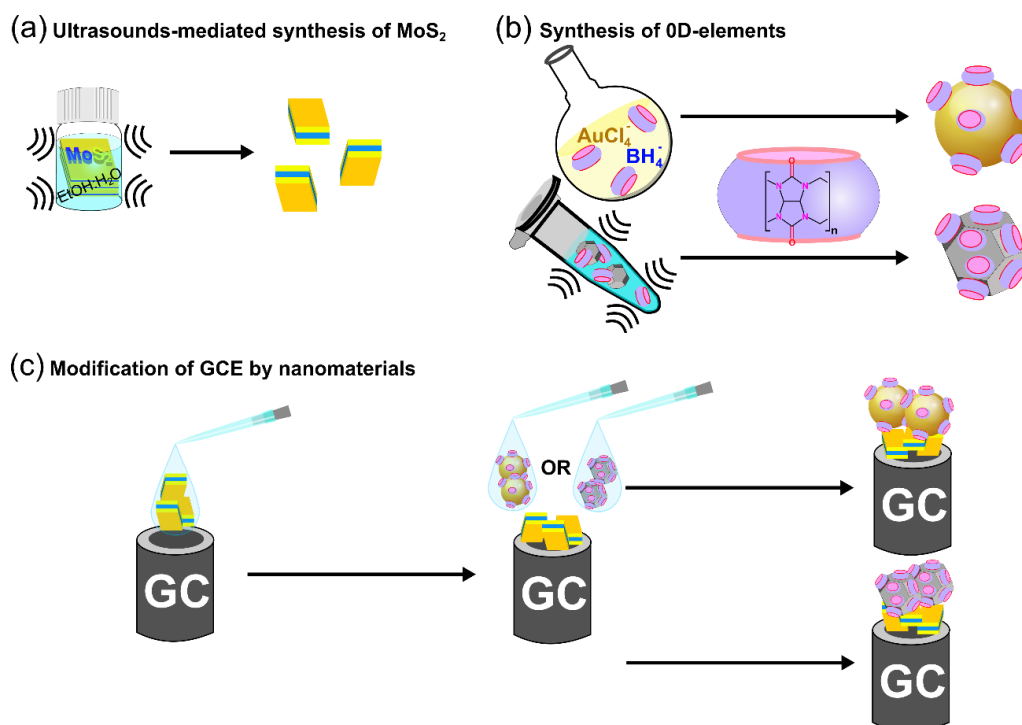 (a) Ultrasounds-mediated synthesis of MoS₂
MoS₂
EtOH:H₂O
(b) Synthesis of 0D-elements
AuCl₄⁻
BH₄⁻
O
N N
N N
O
n
(c) Modification of GCE by nanomaterials
OR
GC
GC
GC
GC